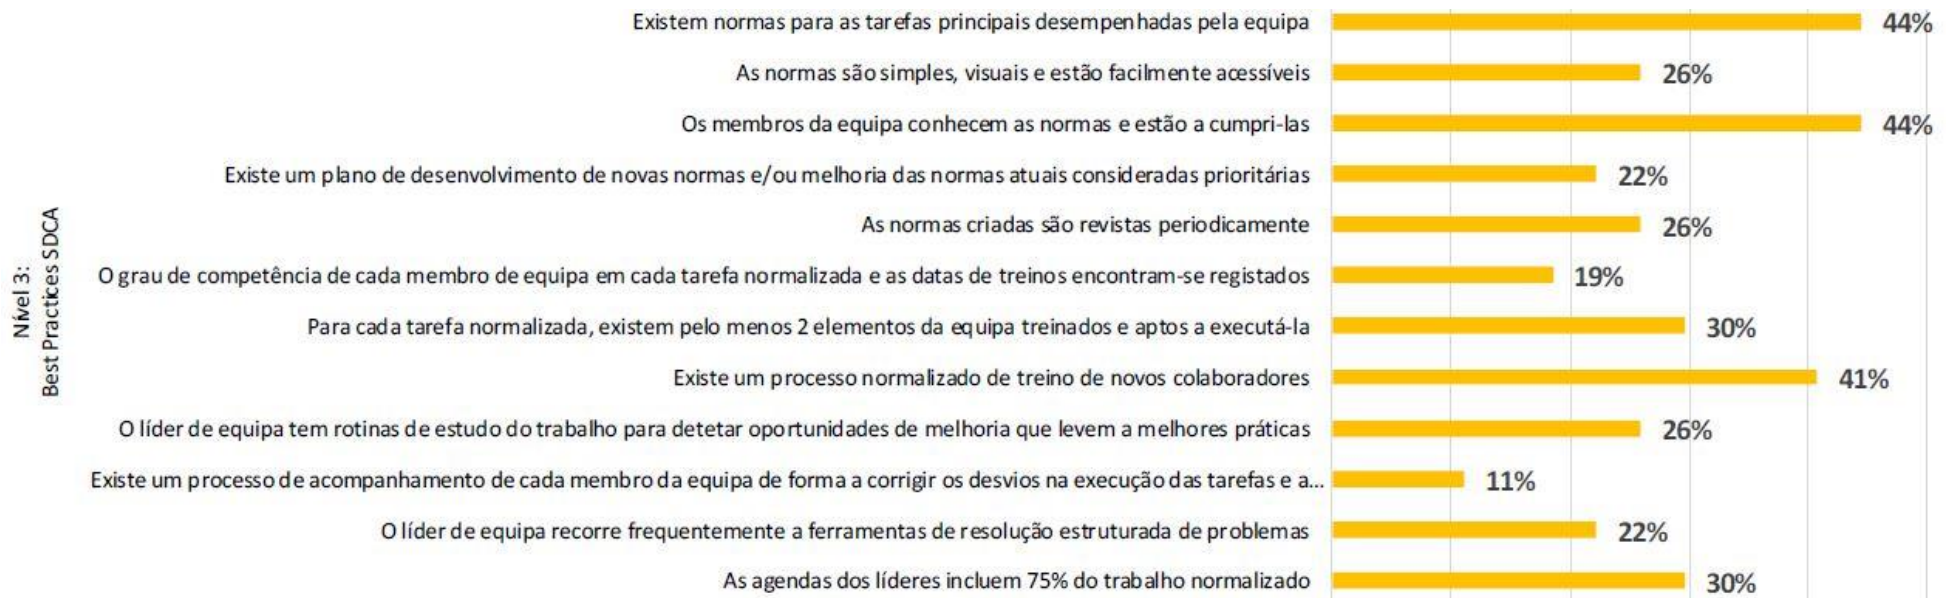 Nível 3:
Best Practices SDCA
Existem normas para as tarefas principais desempenhadas pela equipa 44%
As normas são simples, visuais e estão facilmente acessíveis 26%
Os membros da equipa conhecem as normas e estão a cumpri-las 44%
Existe um plano de desenvolvimento de novas normas e/ou melhoria das normas atuais consideradas prioritárias 22%
As normas criadas são revistas periodicamente 26%
O grau de competência de cada membro de equipa em cada tarefa normalizada e as datas de treinos encontram-se registados 19%
Para cada tarefa normalizada, existem pelo menos 2 elementos da equipa treinados e aptos a executá-la 30%
Existe um processo normalizado de treino de novos colaboradores 41%
O líder de equipa tem rotinas de estudo do trabalho para detetar oportunidades de melhoria que levem a melhores práticas 26%
Existe um processo de acompanhamento de cada membro da equipa de forma a corrigir os desvios na execução das tarefas e a... 11%
O líder de equipa recorre frequentemente a ferramentas de resolução estruturada de problemas 22%
As agendas dos líderes incluem 75% do trabalho normalizado 30%